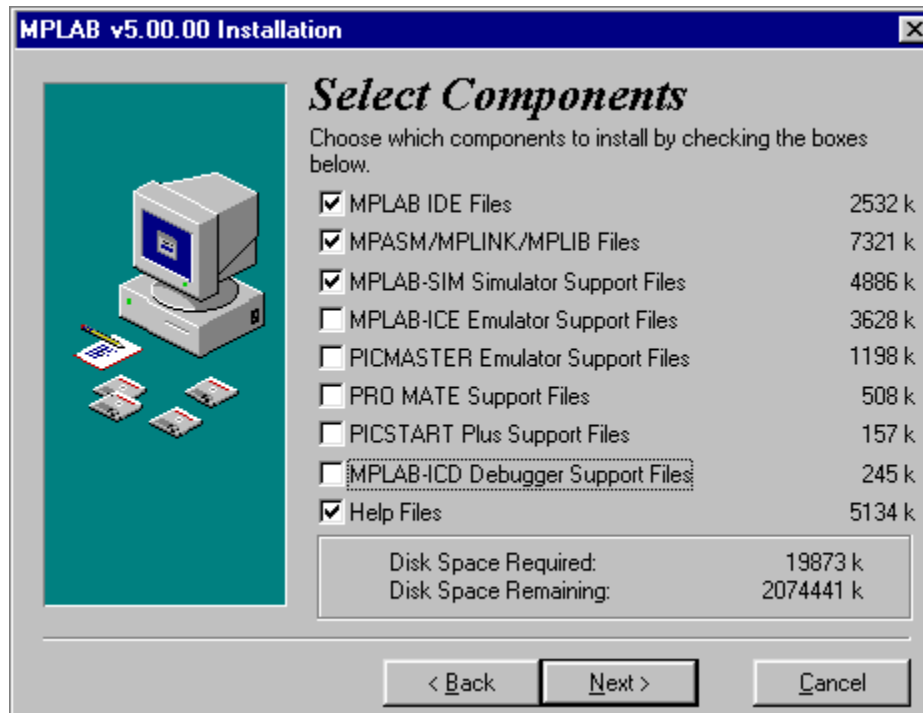 MPLAB v5.00.00 Installation
Select Components
Choose which components to install by checking the boxes
below.
MPLAB IDE Files 2532 k
MPASM/MPLINK/MPLIB Files 7321 k
MPLAB-SIM Simulator Support Files 4886 k
MPLAB-ICE Emulator Support Files 3628 k
PICMASTER Emulator Support Files 1198 k
PRO MATE Support Files 508 k
PICSTART Plus Support Files 157 k
MPLAB-ICD Debugger Support Files 245 k
Help Files 5134 k
Disk Space Required: 19873 k
Disk Space Remaining: 2074441 k
< Back Next > Cancel